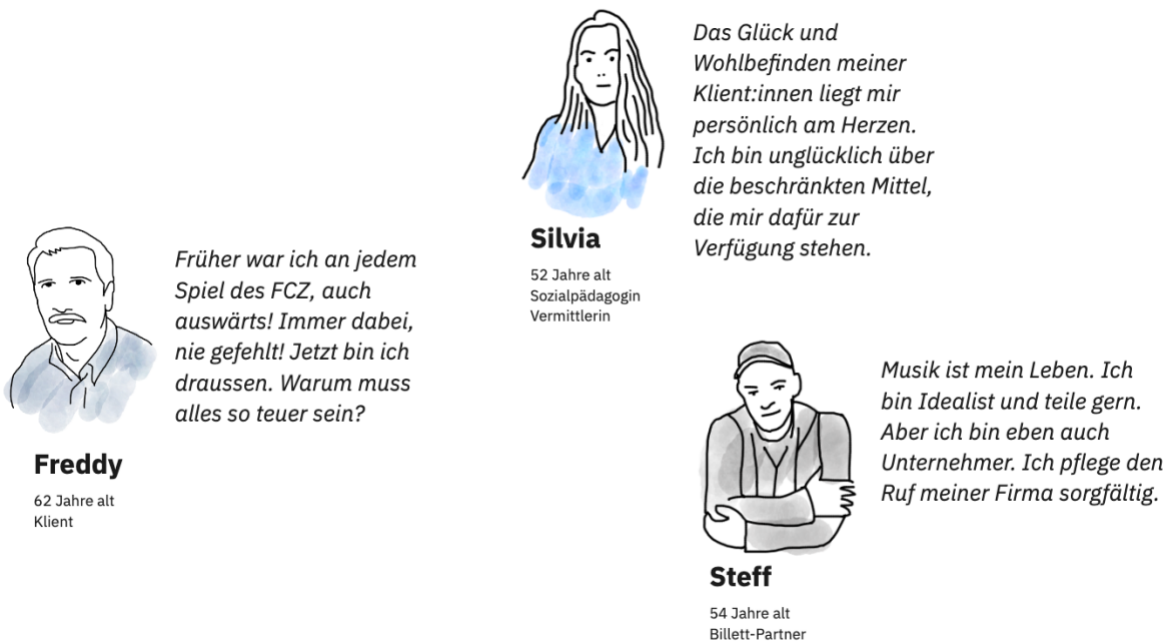 Das Glück und
Wohlbefinden meiner
Klient:innen liegt mir
persönlich am Herzen.
Ich bin unglücklich über
die beschränkten Mittel,
die mir dafür zur
Verfügung stehen.
Silvia
52 Jahre alt
Sozialpädagogin
Vermittlerin
Früher war ich an jedem
Spiel des FCZ, auch
auswärts! Immer dabei,
nie gefehlt! Jetzt bin ich
draussen. Warum muss
alles so teuer sein?
Freddy
62 Jahre alt
Klient
Musik ist mein Leben. Ich
bin Idealist und teile gern.
Aber ich bin eben auch
Unternehmer. Ich pflege den
Ruf meiner Firma sorgfältig.
Steff
54 Jahre alt
Billett-Partner